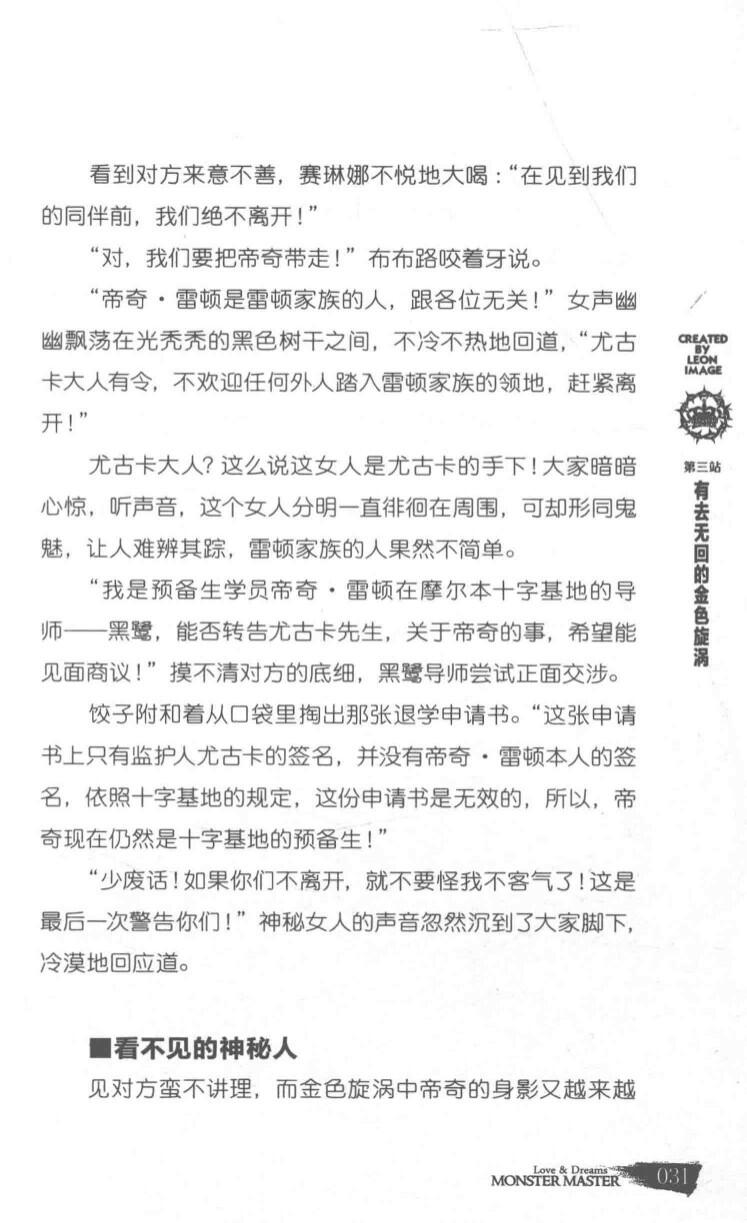 看到对方来意不善，赛琳娜不悦地大喝：“在见到我们
的同伴前，我们绝不离开！”
“对，我们要把帝奇带走！”布布路咬着牙说。
“帝奇·雷顿是雷顿家族的人，跟各位无关！”女声幽
幽飘荡在光秃秃的黑色树干之间，不冷不热地回道，“尤古
卡大人有令，不欢迎任何外人踏入雷顿家族的领地，赶紧离
开！”
尤古卡大人？这么说这女人是尤古卡的手下！大家暗暗
心惊，听声音，这个女人分明一直徘徊在周围，可却形同鬼
魅，让人难辨其踪，雷顿家族的人果然不简单。
“我是预备生学员帝奇·雷顿在摩尔本十字基地的导
师——黑鹭，能否转告尤古卡先生，关于帝奇的事，希望能
见面商议！”摸不清对方的底细，黑鹭导师尝试正面交涉。
饺子附和着从口袋里掏出那张退学申请书。“这张申请
书上只有监护人尤古卡的签名，并没有帝奇·雷顿本人的签
名，依照十字基地的规定，这份申请书是无效的，所以，帝
奇现在仍然是十字基地的预备生！”
“少废话！如果你们不离开，就不要怪我不客气了！这是
最后一次警告你们！”神秘女人的声音忽然沉到了大家脚下，
冷漠地回应道。
■看不见的神秘人
见对方蛮不讲理，而金色旋涡中帝奇的身影又越来越
CREATED
BY
LEON
IMAGE
第三站
有去无回的金色旋涡
Love & Dreams
MONSTER MASTER
031